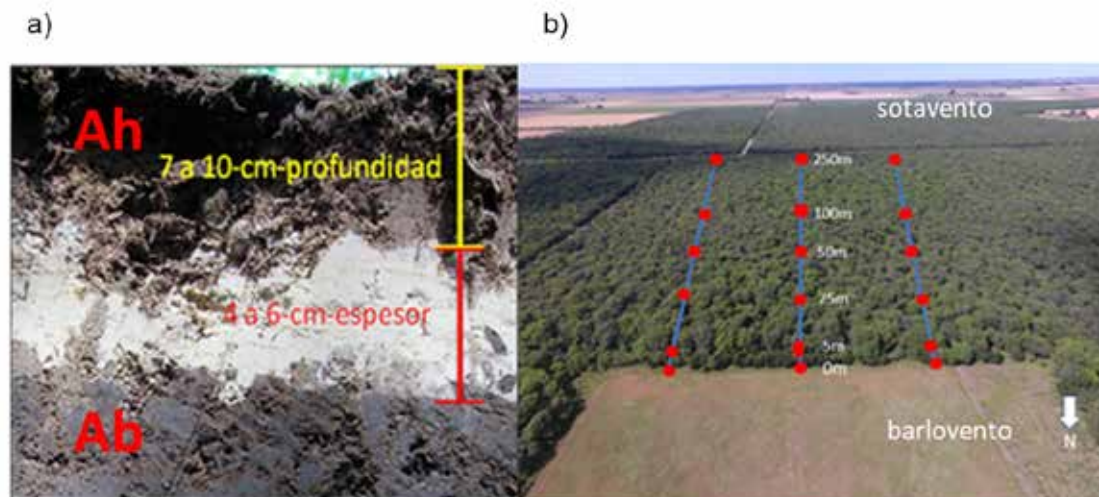 a)
b)
Ah
7 a 10-cm-profundidad
4 a 6-cm-espesor
Ab
sotavento
250m
100m
50m
25m
5m
0m
barlovento
N